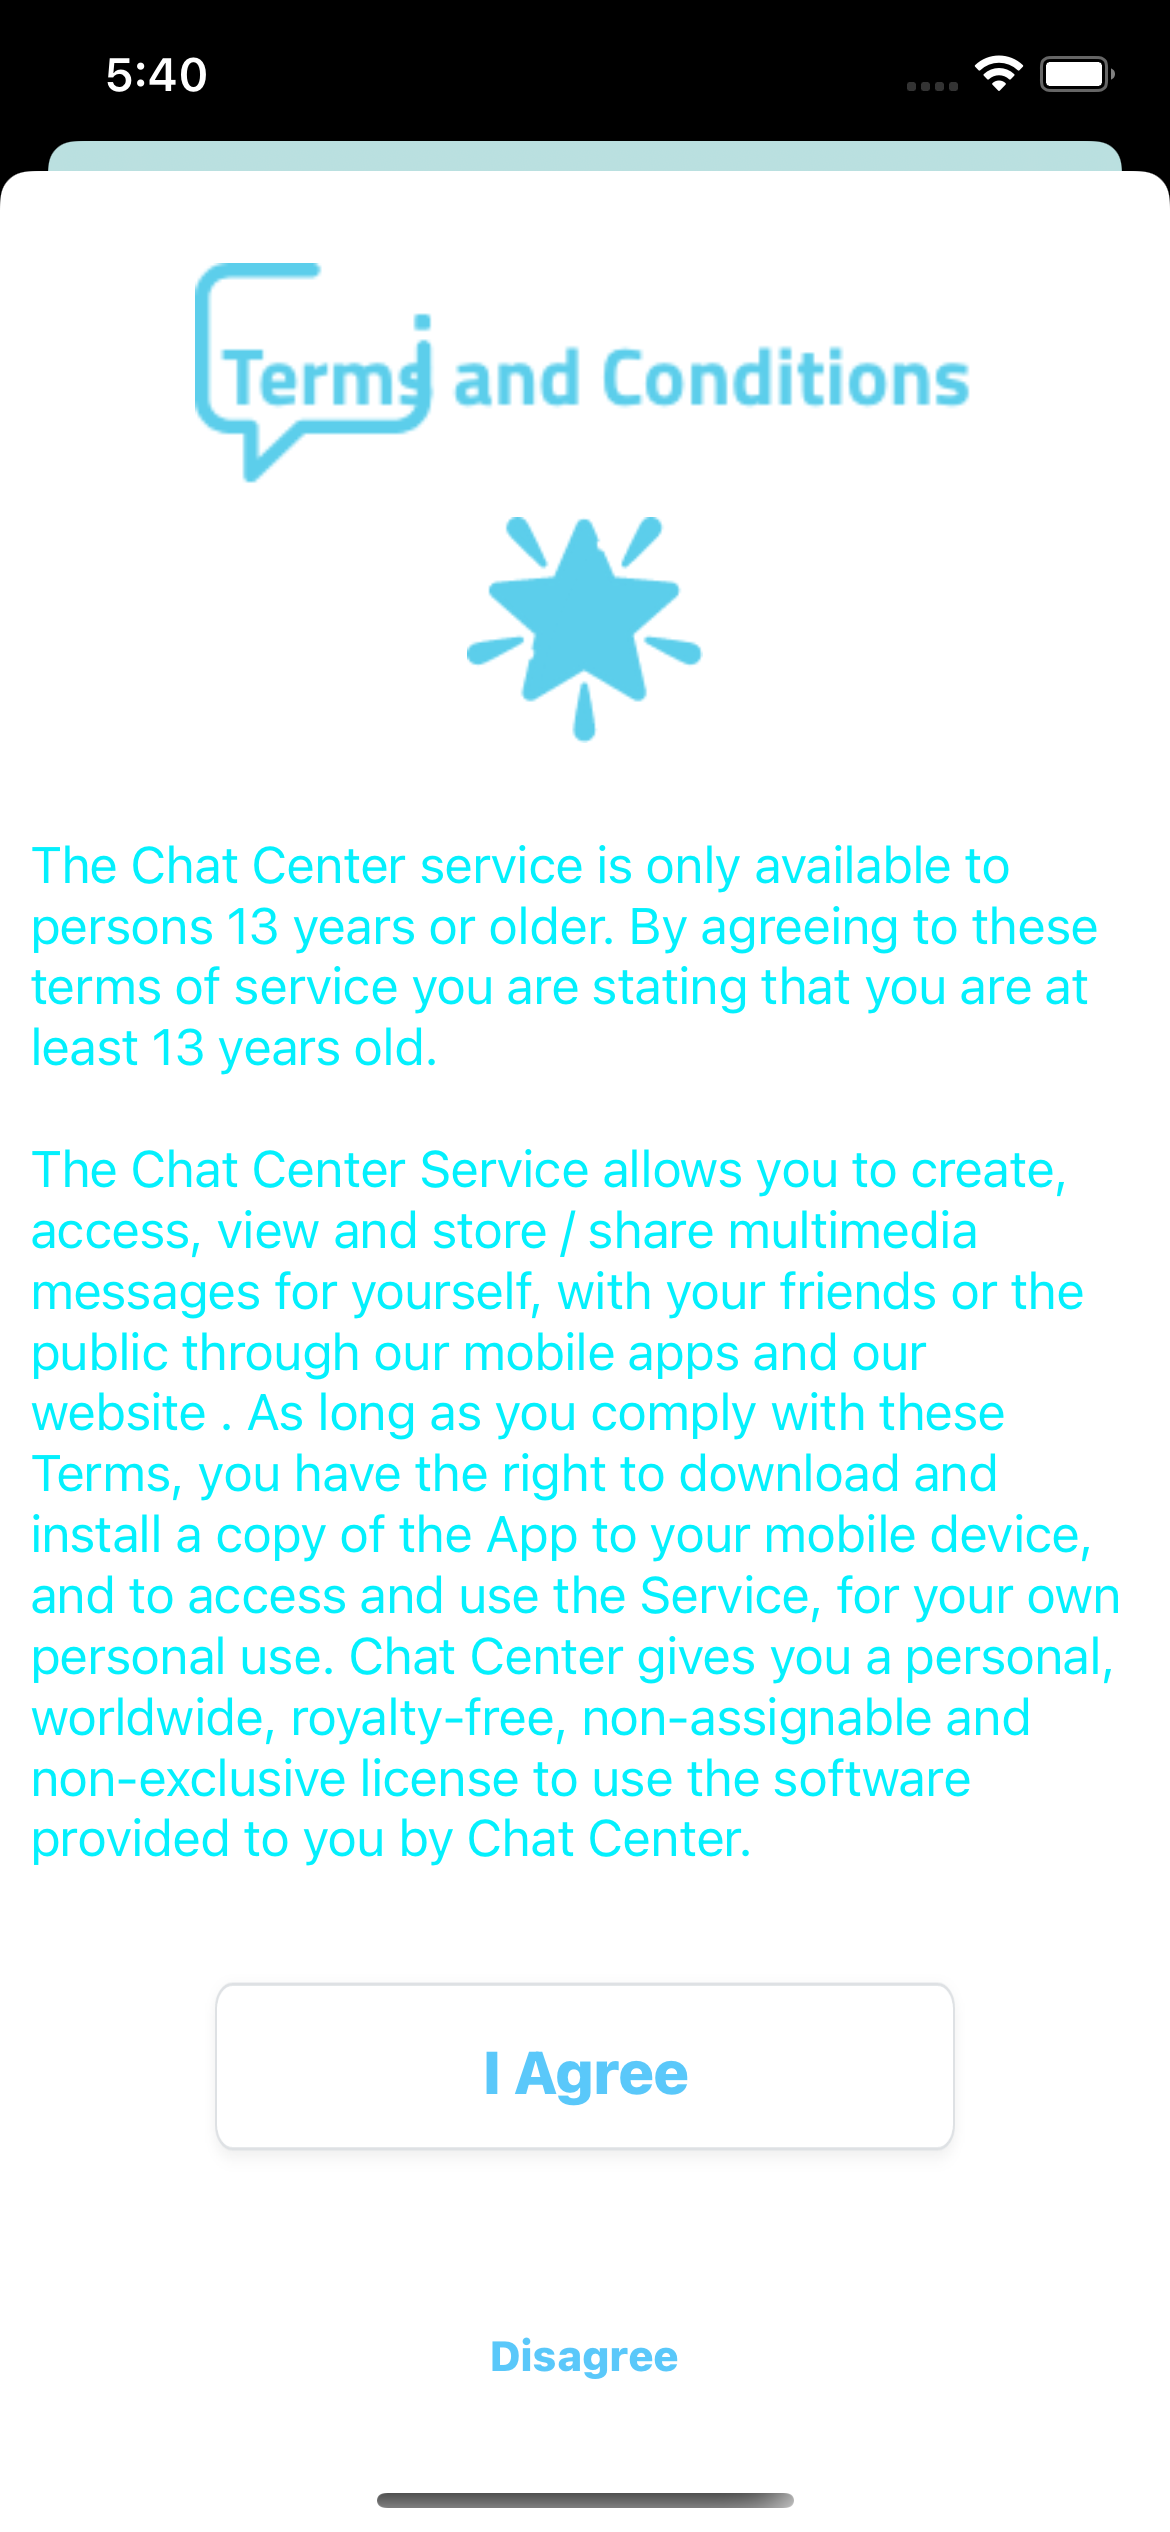 5:40
Terms and Conditions
The Chat Center service is only available to
persons 13 years or older. By agreeing to these
terms of service you are stating that you are at
least 13 years old.
The Chat Center Service allows you to create,
access, view and store / share multimedia
messages for yourself, with your friends or the
public through our mobile apps and our
website . As long as you comply with these
Terms, you have the right to download and
install a copy of the App to your mobile device,
and to access and use the Service, for your own
personal use. Chat Center gives you a personal,
worldwide, royalty-free, non-assignable and
non-exclusive license to use the software
provided to you by Chat Center.
I Agree
Disagree